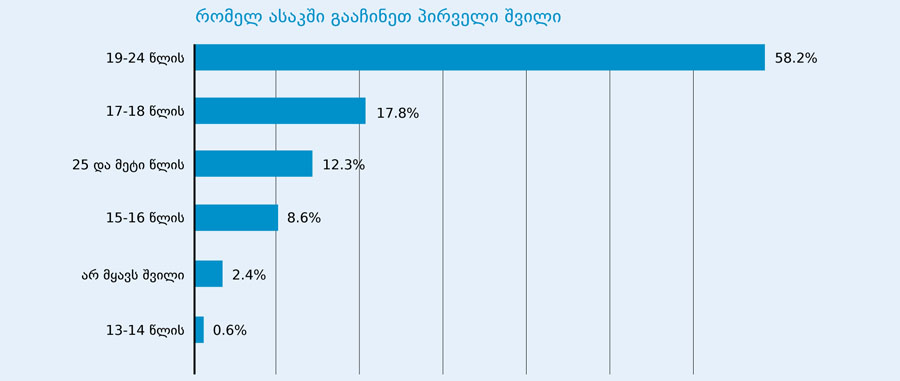 რომელ ასაკში გააჩინეთ პირველი შვილი
19-24 წლის 58.2%
17-18 წლის 17.8%
25 და მეტი წლის 12.3%
15-16 წლის 8.6%
არ მყავს შვილი 2.4%
13-14 წლის 0.6%